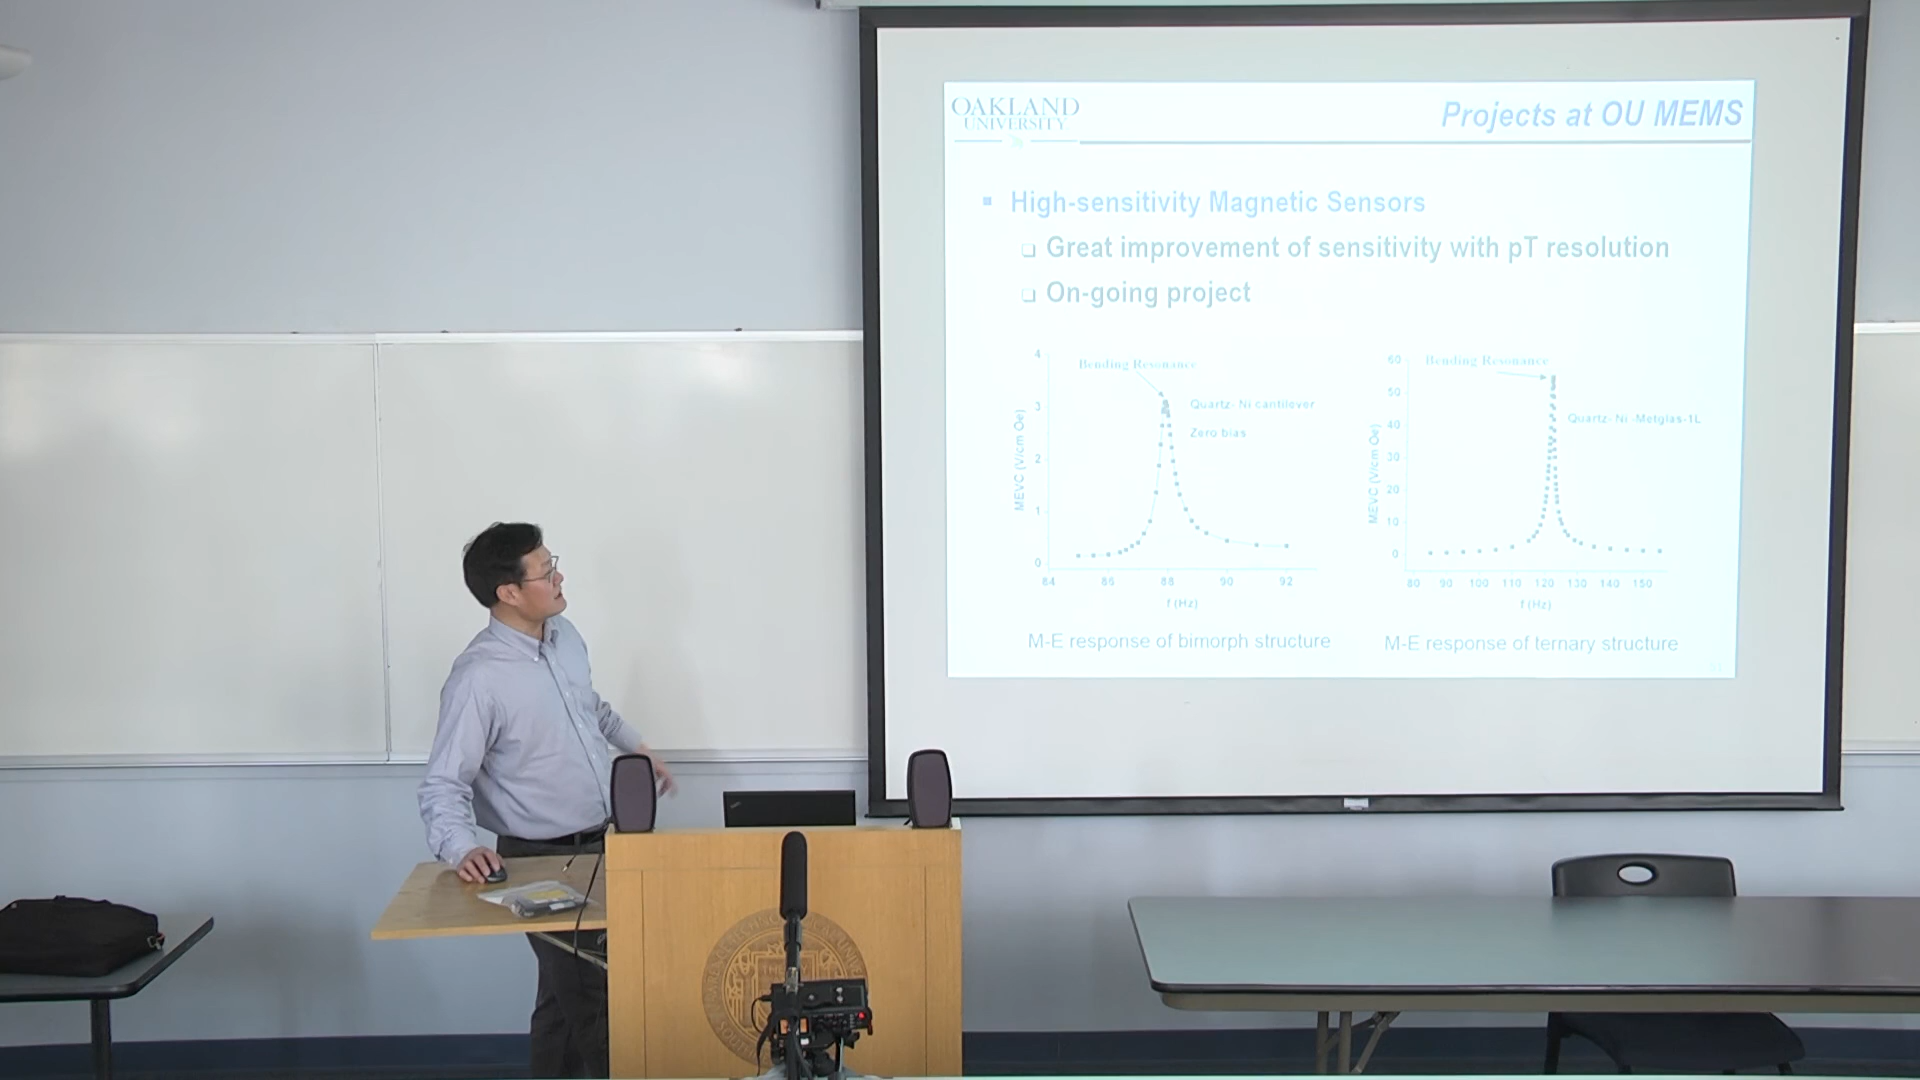 OAKLAND
UNIVERSITY
Projects at OU MEMS
High-sensitivity Magnetic Sensors
Great improvement of sensitivity with pT resolution
On-going project
4
3
2
1
0
MEVC (V/cm Oe)
Bending Resonance
Quartz- Ni cantilever
Zero bias
84 86 88 90 92
f (Hz)
M-E response of bimorph structure
60
50
40
30
20
10
0
MEVC (V/cm Oe)
Bending Resonance
Quartz- Ni -Metglas-1L
80 90 100 110 120 130 140 150
f (Hz)
M-E response of ternary structure